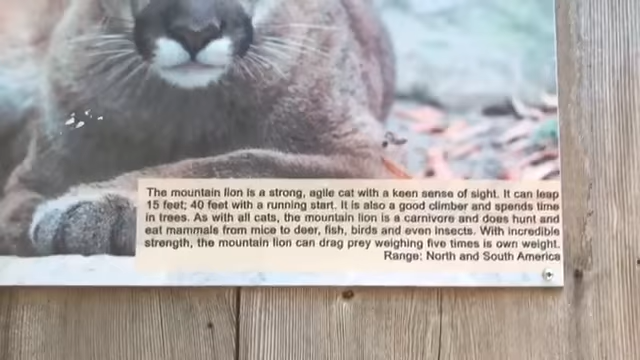 The mountain lion is a strong, agile cat with a keen sense of sight. It can leap
15 feet; 40 feet with a running start. It is also a good climber and spends time
in trees. As with all cats, the mountain lion is a carnivore and does hunt and
eat mammals from mice to deer, fish, birds and even insects. With incredible
strength, the mountain lion can drag prey weighing five times is own weight.
Range: North and South America